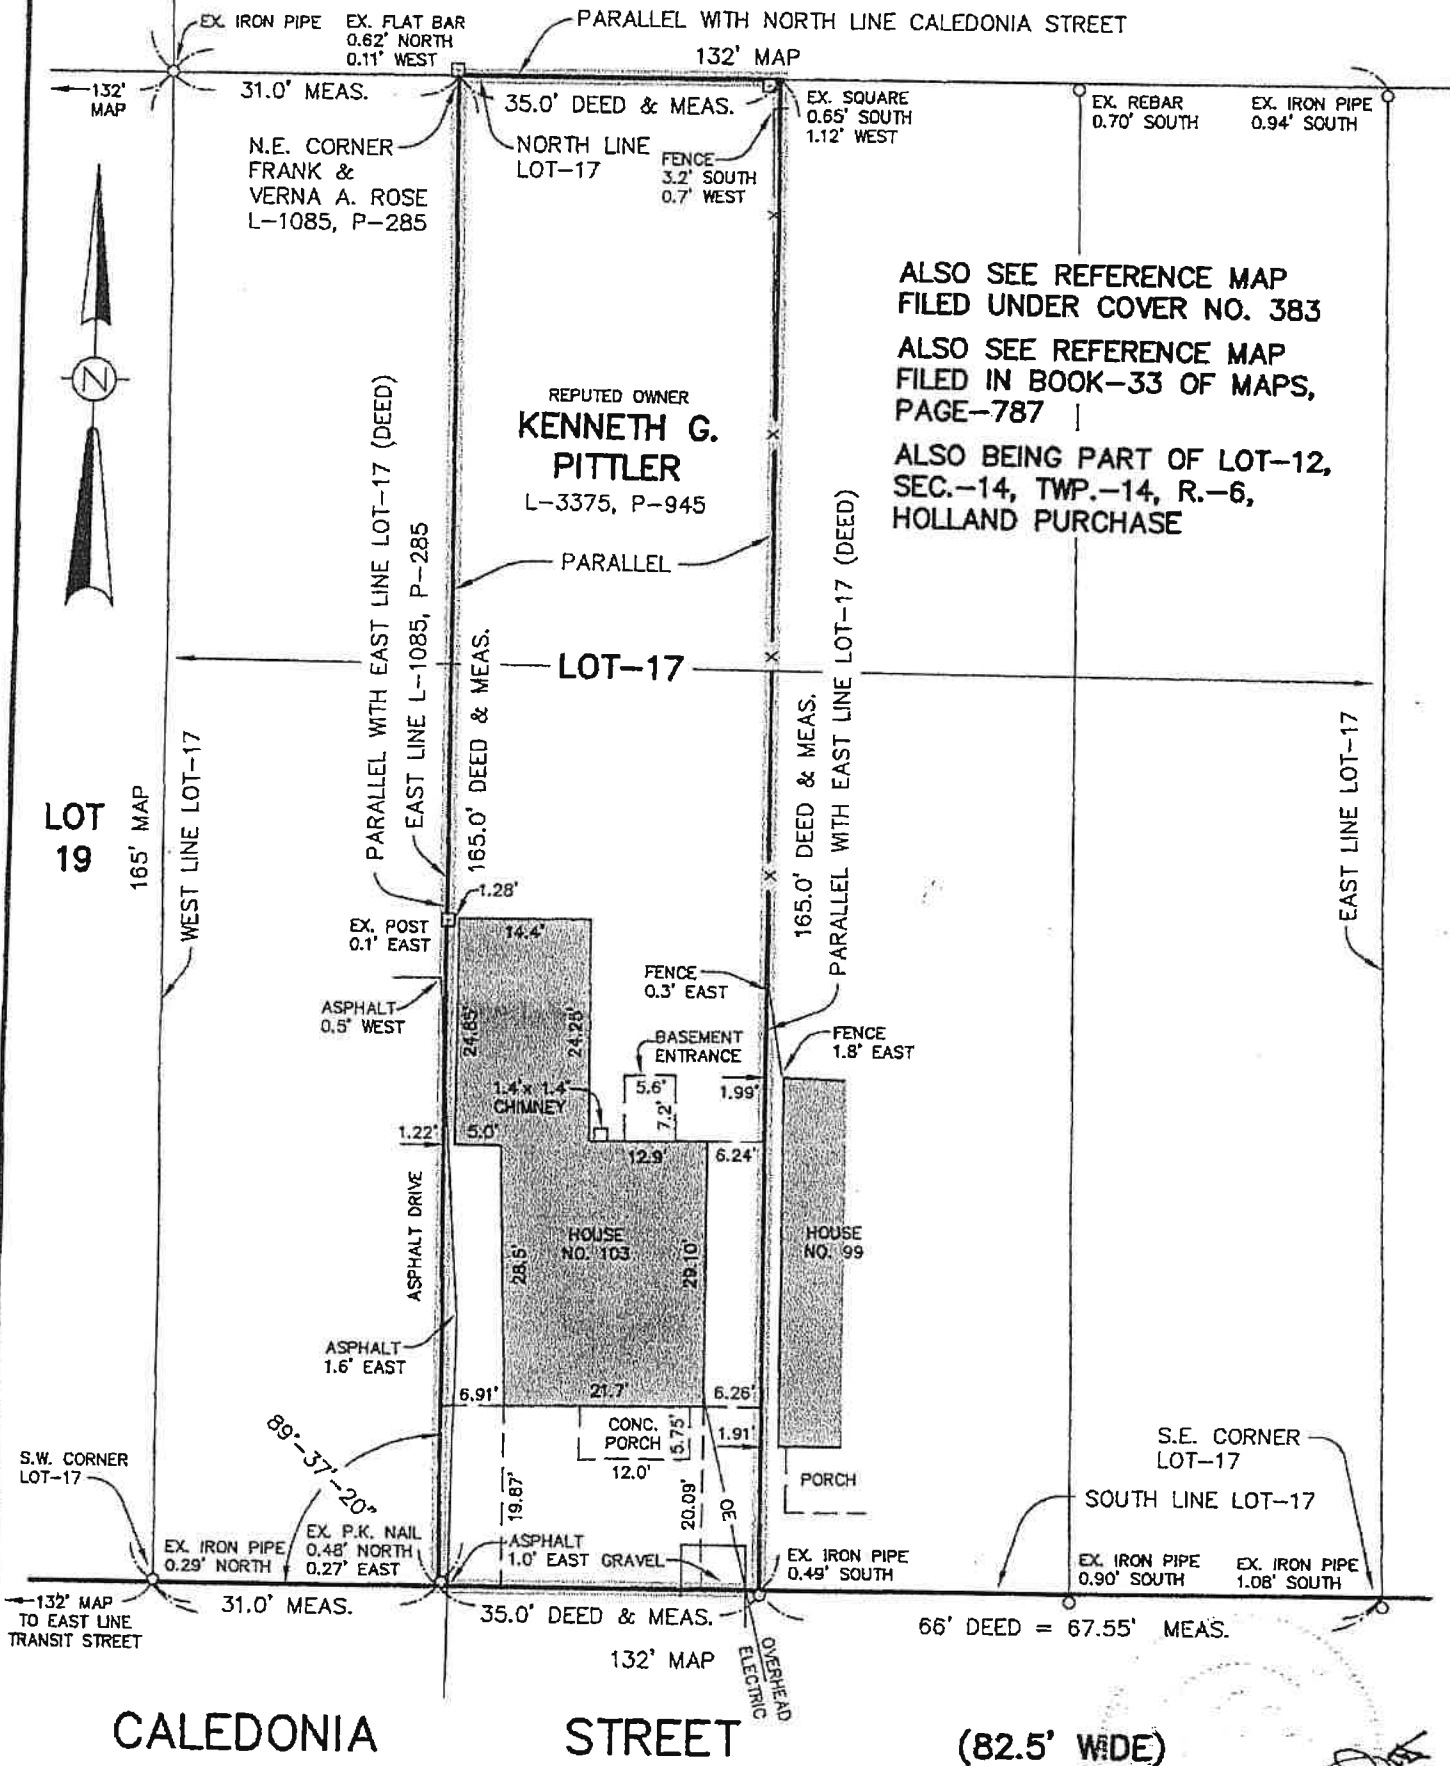 PARALLEL WITH NORTH LINE CALEDONIA STREET
EX. IRON PIPE
EX. FLAT BAR
0.62' NORTH
0.11' WEST
132' MAP
132'
MAP
31.0' MEAS.
35.0' DEED & MEAS.
EX. SQUARE
0.65' SOUTH
1.12' WEST
EX. REBAR
0.70' SOUTH
EX. IRON PIPE
0.94' SOUTH
N.E. CORNER
FRANK &
VERNA A. ROSE
L-1085, P-285
NORTH LINE
LOT-17
FENCE
3.2' SOUTH
0.7' WEST
N
ALSO SEE REFERENCE MAP
FILED UNDER COVER NO. 383
ALSO SEE REFERENCE MAP
FILED IN BOOK-33 OF MAPS,
PAGE-787
ALSO BEING PART OF LOT-12,
SEC.-14, TWP.-14, R.-6,
HOLLAND PURCHASE
REPUTED OWNER
KENNETH G.
PITTLER
L-3375, P-945
PARALLEL
PARALLEL WITH EAST LINE LOT-17 (DEED)
EAST LINE L-1085, P-285
165.0' DEED & MEAS.
LOT-17
165.0' DEED & MEAS.
PARALLEL WITH EAST LINE LOT-17 (DEED)
LOT
19
165' MAP
WEST LINE LOT-17
EAST LINE LOT-17
1.28'
EX. POST
0.1' EAST
14.4'
ASPHALT
0.5' WEST
24.85'
24.25'
FENCE
0.3' EAST
FENCE
1.8' EAST
BASEMENT
ENTRANCE
5.6'
7.2'
1.99'
1.4' x 1.4'
CHIMNEY
1.22'
5.0'
12.9'
6.24'
ASPHALT DRIVE
HOUSE
NO. 103
28.5'
29.10'
HOUSE
NO. 99
ASPHALT
1.6' EAST
6.91'
21.7'
6.26'
CONC.
PORCH
5.75'
12.0'
1.91'
PORCH
89°-37'-20"
19.87'
20.09'
30
S.W. CORNER
LOT-17
S.E. CORNER
LOT-17
SOUTH LINE LOT-17
EX. IRON PIPE
0.29' NORTH
EX. P.K. NAIL
0.48' NORTH
0.27' EAST
ASPHALT
1.0' EAST
GRAVEL
EX. IRON PIPE
0.49' SOUTH
EX. IRON PIPE
0.90' SOUTH
EX. IRON PIPE
1.08' SOUTH
132' MAP
TO EAST LINE
TRANSIT STREET
31.0' MEAS.
35.0' DEED & MEAS.
66' DEED = 67.55' MEAS.
132' MAP
OVERHEAD
ELECTRIC
CALEDONIA STREET (82.5' WIDE)